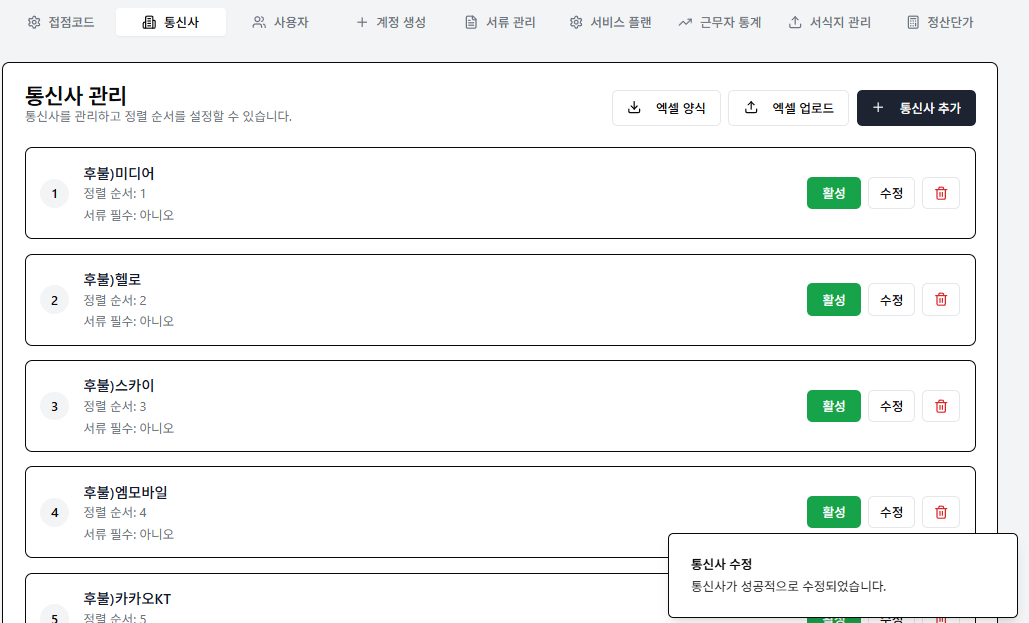 접점코드
통신사
사용자
계정 생성
서류 관리
서비스 플랜
근무자 통계
서식지 관리
정산단가
통신사 관리
통신사를 관리하고 정렬 순서를 설정할 수 있습니다.
엑셀 양식
엑셀 업로드
통신사 추가
1
후불)미디어
정렬 순서: 1
서류 필수: 아니오
활성
수정
2
후불)헬로
정렬 순서: 2
서류 필수: 아니오
활성
수정
3
후불)스카이
정렬 순서: 3
서류 필수: 아니오
활성
수정
4
후불)엠모바일
정렬 순서: 4
서류 필수: 아니오
활성
수정
5
후불)카카오KT
정렬 순서: 5
활성
수정
통신사 수정
통신사가 성공적으로 수정되었습니다.